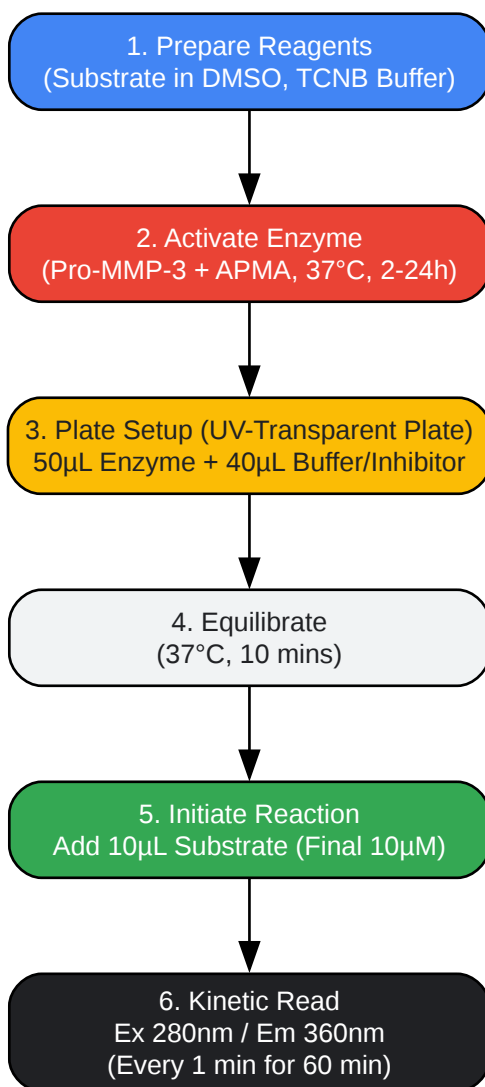 1. Prepare Reagents
(Substrate in DMSO, TCNB Buffer)
2. Activate Enzyme
(Pro-MMP-3 + APMA, 37°C, 2-24h)
3. Plate Setup (UV-Transparent Plate)
50µL Enzyme + 40µL Buffer/Inhibitor
4. Equilibrate
(37°C, 10 mins)
5. Initiate Reaction
Add 10µL Substrate (Final 10µM)
6. Kinetic Read
Ex 280nm / Em 360nm
(Every 1 min for 60 min)